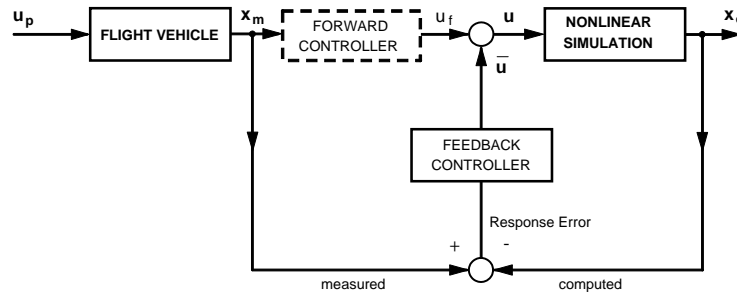 u_p
FLIGHT VEHICLE
x_m
FORWARD
CONTROLLER
u_f
u
NONLINEAR
SIMULATION
ū
FEEDBACK
CONTROLLER
Response Error
+
-
measured
computed